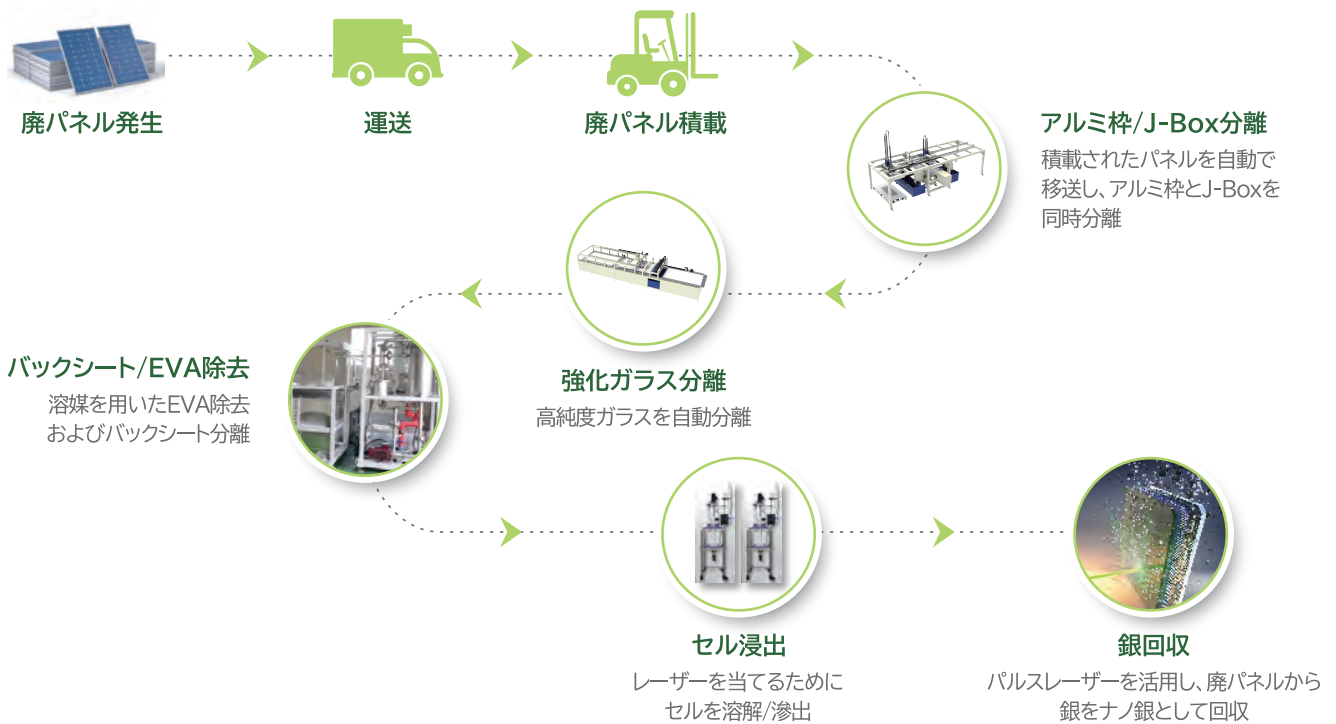 廃パネル発生
運送
廃パネル積載
アルミ枠/J-Box分離
積載されたパネルを自動で
移送し、アルミ枠とJ-Boxを
同時分離
強化ガラス分離
高純度ガラスを自動分離
バックシート/EVA除去
溶媒を用いたEVA除去
およびバックシート分離
セル浸出
レーザーを当てるために
セルを溶解/滲出
銀回収
パルスレーザーを活用し、廃パネルから
銀をナノ銀として回収